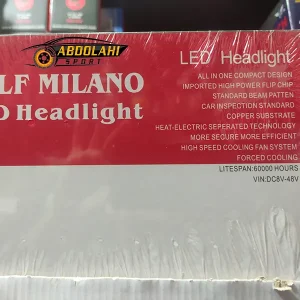 ABDOLAHI
SPORT
LF MILANO
D Headlight
LED Headlight
ALL IN ONE COMPACT DESIGN
IMPORTED HIGH POWER FLIP CHIP
STANDARD BEAM PATTEN
CAR INSPECTION STANDARD
COPPER SUBSTRATE
HEAT-ELECTRIC SEPERATED TECHNOLOGY
MORE SECURE MORE EFFICIENT
HIGH SPEED COOLING FAN SYSTEM
FORCED COOLING
LITESPAN:60000 HOURS
VIN:DC8V-48V